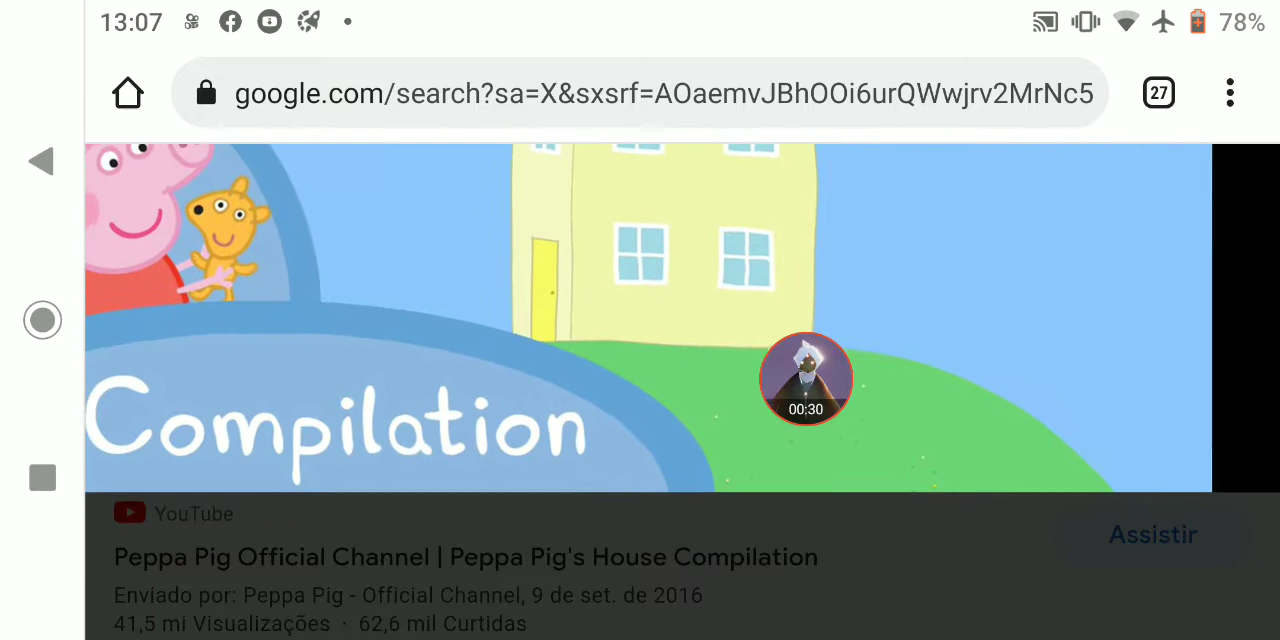 13:07
78%
google.com/search?sa=X&sxsrf=AOaemvJBhOOi6urQWwjrv2MrNc5
27
Compilation
00:30
YouTube
Assistir
Peppa Pig Official Channel | Peppa Pig's House Compilation
Enviado por: Peppa Pig - Official Channel, 9 de set. de 2016
41,5 mi Visualizações · 62,6 mil Curtidas